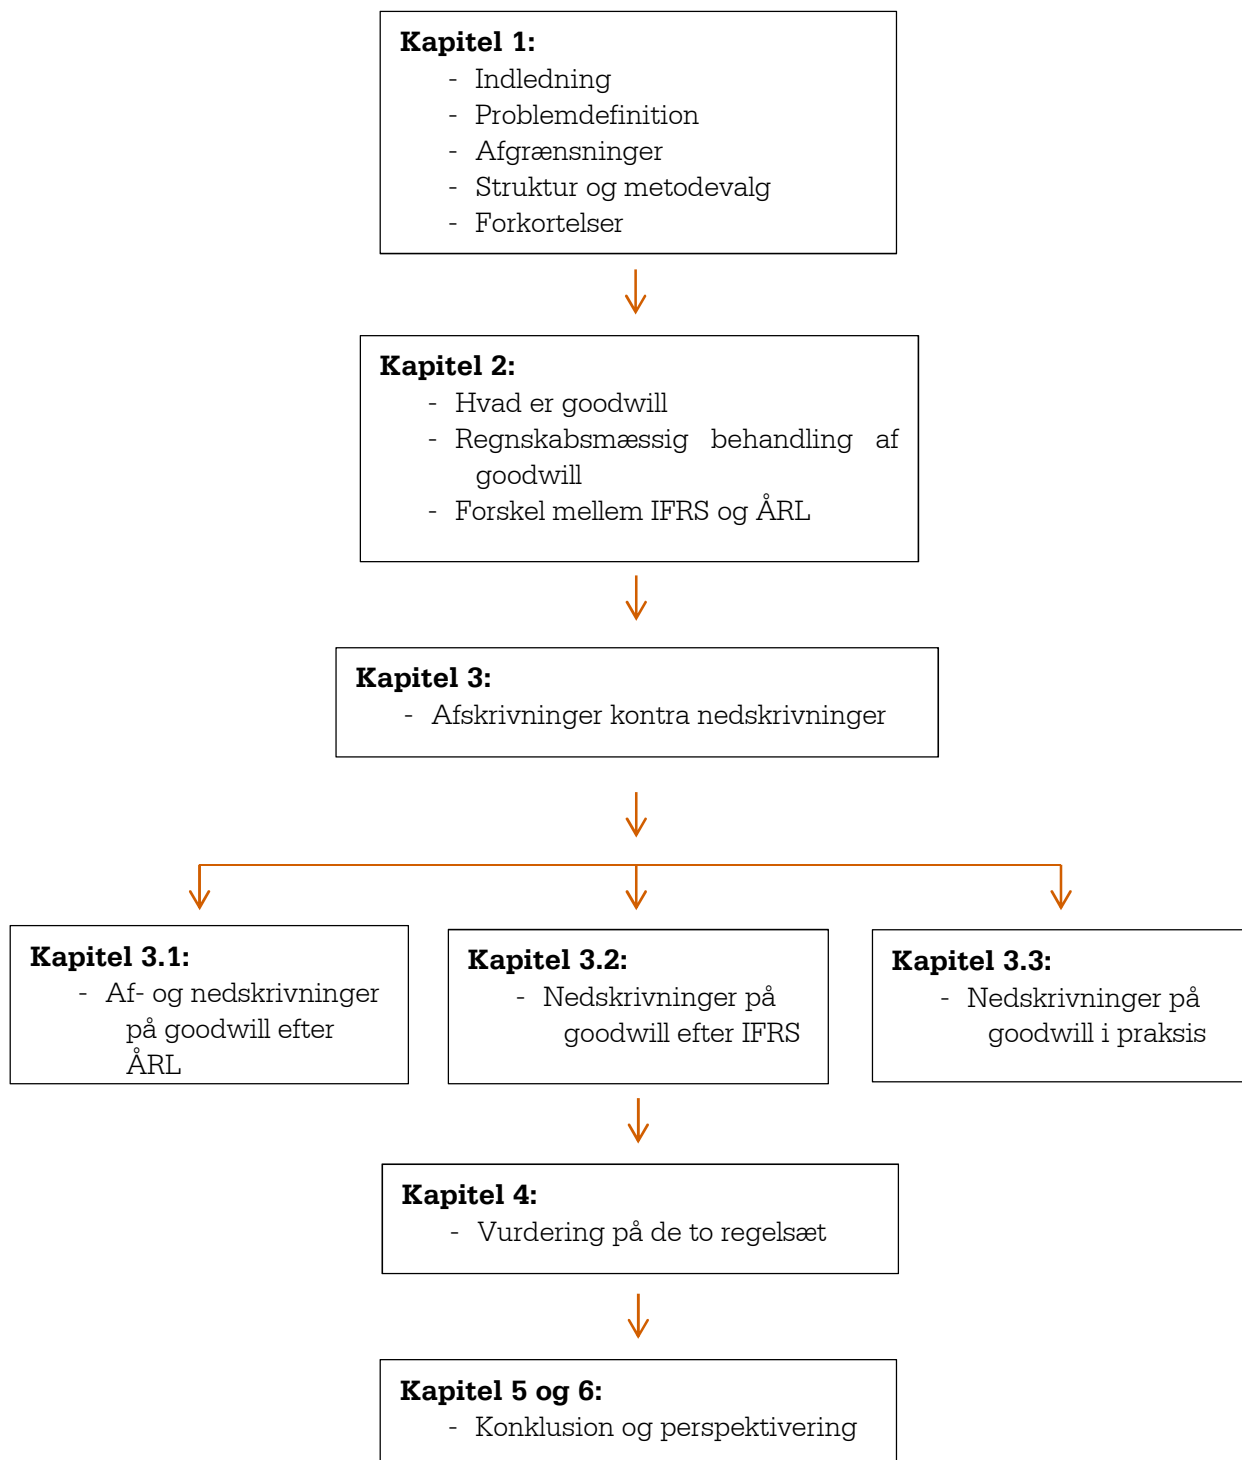 Kapitel 1:
- Indledning
- Problemdefinition
- Afgrænsninger
- Struktur og metodevalg
- Forkortelser
Kapitel 2:
- Hvad er goodwill
- Regnskabsmæssig behandling af
goodwill
- Forskel mellem IFRS og ÅRL
Kapitel 3:
- Afskrivninger kontra nedskrivninger
Kapitel 3.1:
- Af- og nedskrivninger
på goodwill efter
ÅRL
Kapitel 3.2:
- Nedskrivninger på
goodwill efter IFRS
Kapitel 3.3:
- Nedskrivninger på
goodwill i praksis
Kapitel 4:
- Vurdering på de to regelsæt
Kapitel 5 og 6:
- Konklusion og perspektivering